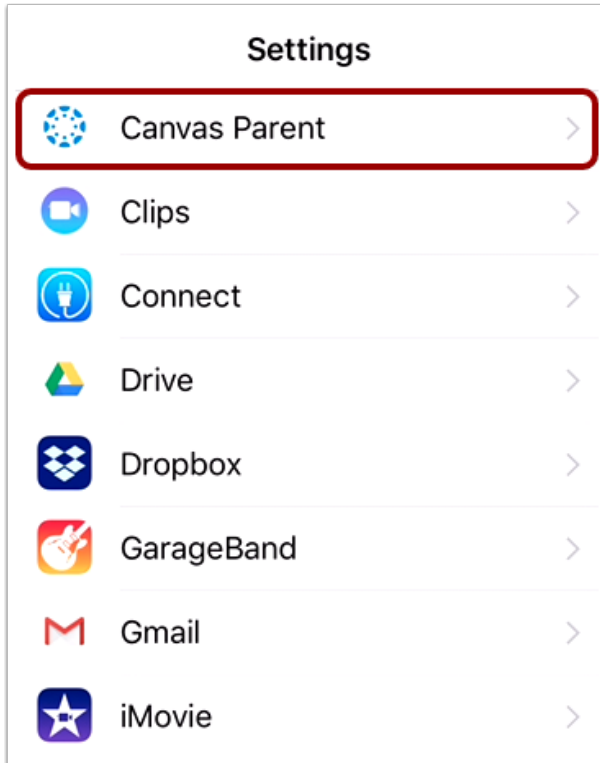 Settings
Canvas Parent
Clips
Connect
Drive
Dropbox
GarageBand
Gmail
iMovie